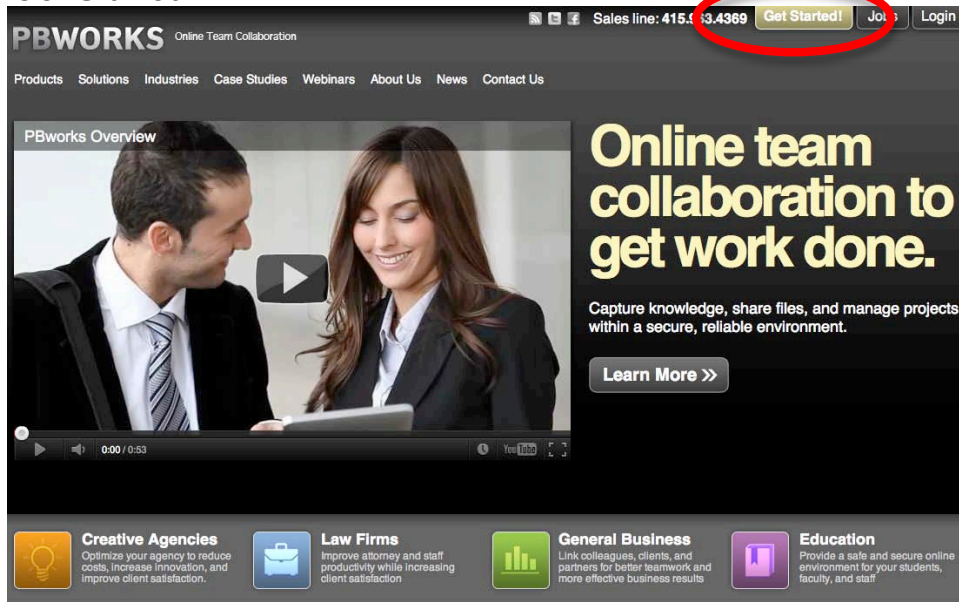 Sales line: 415.963.4369 Get Started! Jobs Login
PBWORKS Online Team Collaboration
Products Solutions Industries Case Studies Webinars About Us News Contact Us
PBworks Overview
Online team
collaboration to
get work done.
Capture knowledge, share files, and manage projects
within a secure, reliable environment.
Learn More »
0:00 / 0:53 YouTube
Creative Agencies
Optimize your agency to reduce
costs, increase innovation, and
improve client satisfaction.
Law Firms
Improve attorney and staff
productivity while increasing
client satisfaction
General Business
Link colleagues, clients, and
partners for better teamwork and
more effective business results
Education
Provide a safe and secure online
environment for your students,
faculty, and staff